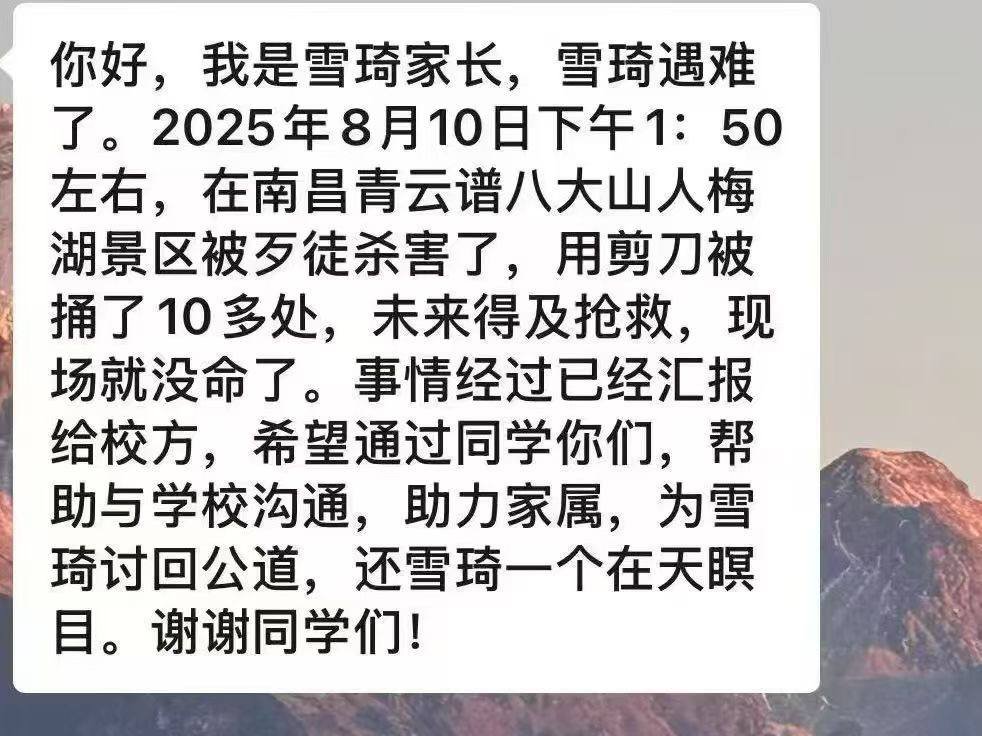 你好，我是雪琦家长，雪琦遇难
了。2025年8月10日下午1：50
左右，在南昌青云谱八大山人梅
湖景区被歹徒杀害了，用剪刀被
捅了10多处，未来得及抢救，现
场就没命了。事情经过已经汇报
给校方，希望通过同学你们，帮
助与学校沟通，助力家属，为雪
琦讨回公道，还雪琦一个在天瞑
目。谢谢同学们！